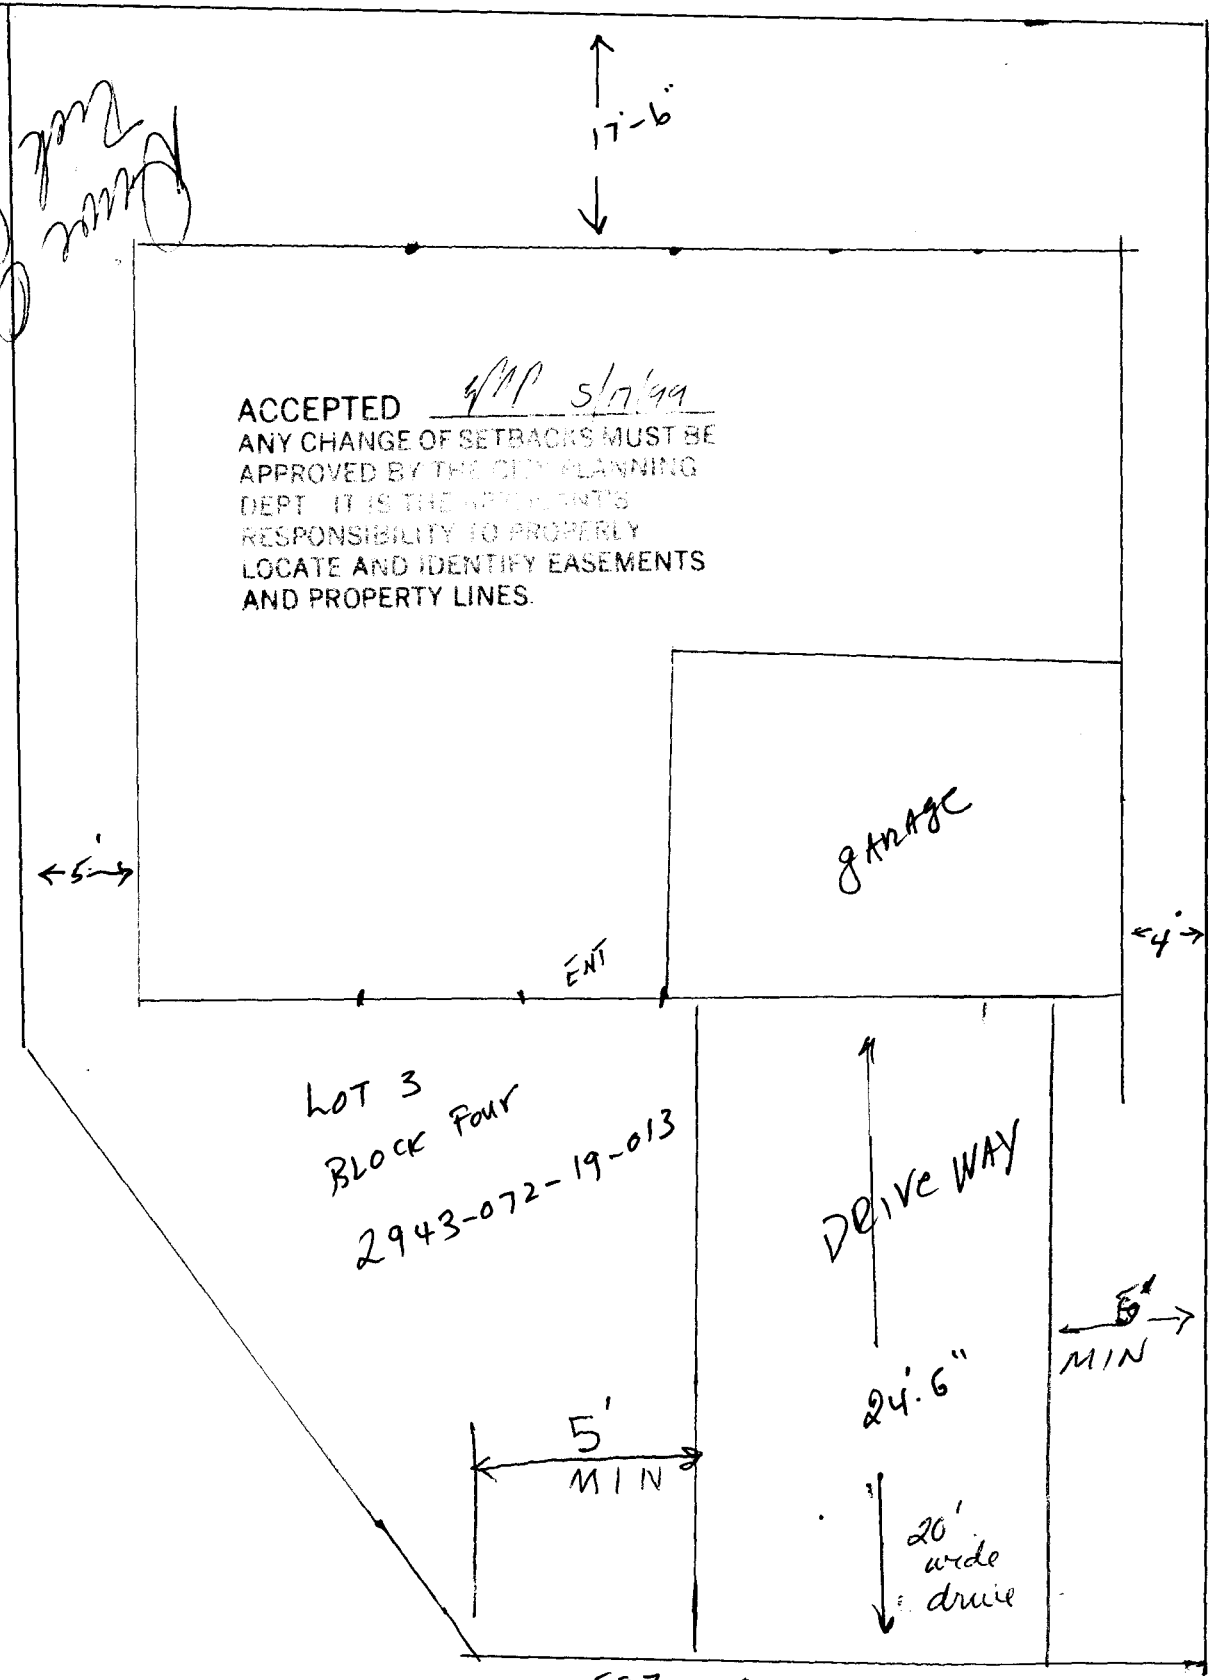 17'-6"
ACCEPTED 5/17/99
ANY CHANGE OF SETBACKS MUST BE
APPROVED BY THE CITY PLANNING
DEPT. IT IS THE APPLICANT'S
RESPONSIBILITY TO PROPERLY
LOCATE AND IDENTIFY EASEMENTS
AND PROPERTY LINES.
gARAge
5'
4'
ENT
LOT 3
BLOCK Four
2943-072-19-013
DRIVe WAY
MIN
24'.6"
5'
MIN
20'
wide
drive